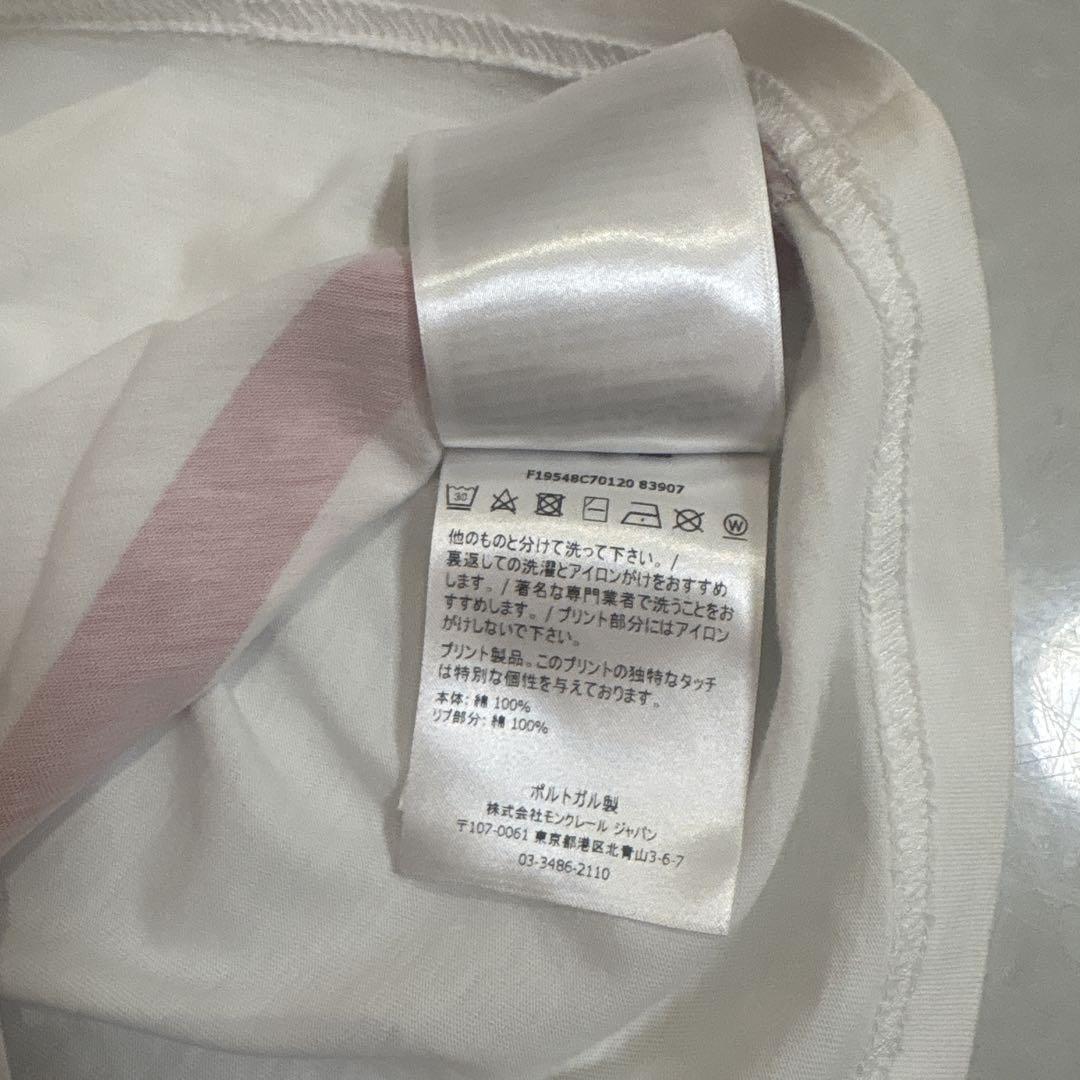 F19548C70120 83907
30 W
他のものと分けて洗って下さい。/
裏返しての洗濯とアイロンがけをおすすめ
します。/ 著名な専門業者で洗うことをお
すすめします。/ プリント部分にはアイロン
がけしないで下さい。
プリント製品。このプリントの独特なタッチ
は特別な個性を与えております。
本体: 綿 100%
リブ部分: 綿 100%
ポルトガル製
株式会社モンクレール ジャパン
〒107-0061 東京都港区北青山3-6-7
03-3486-2110